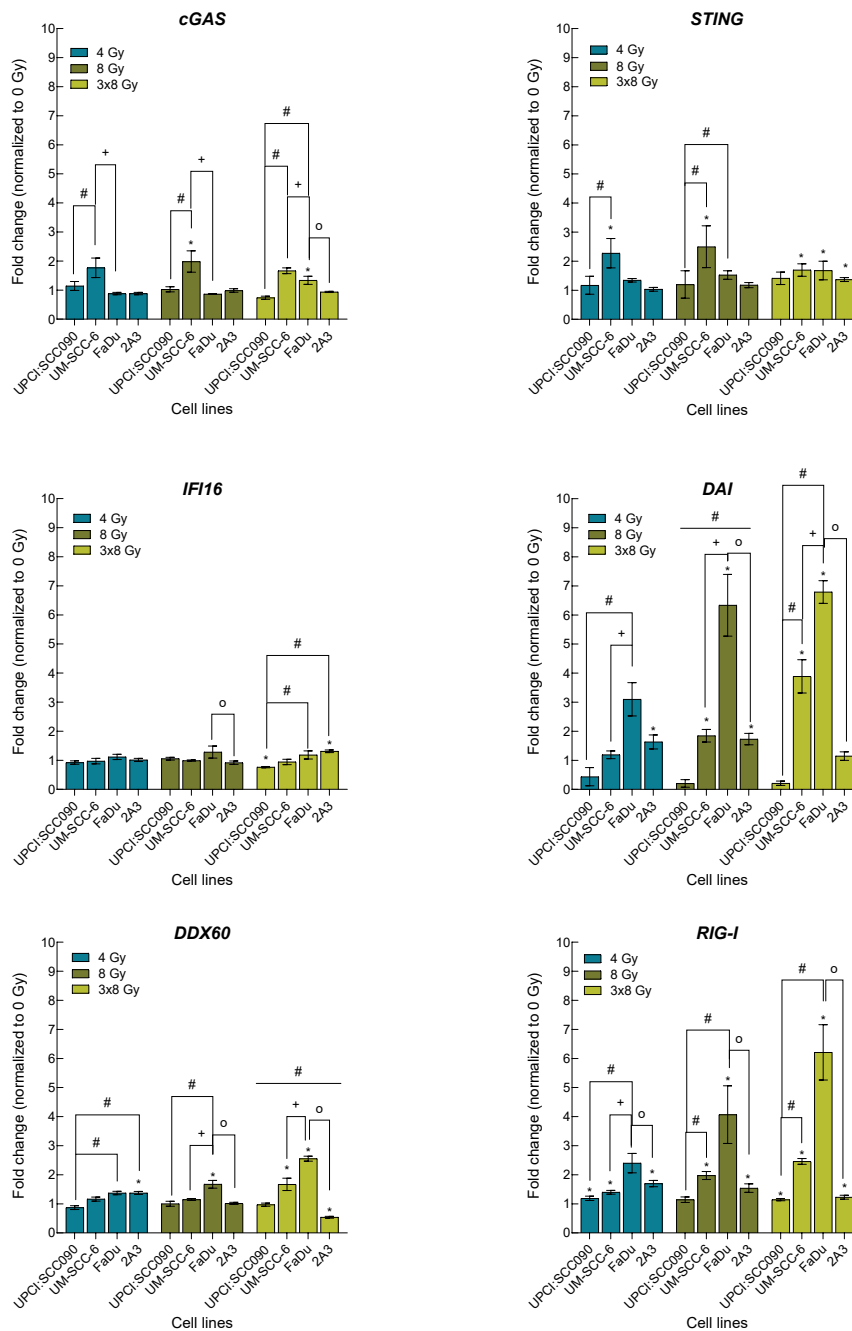 cGAS
Fold change (normalized to 0 Gy)
10
9
8
7
6
5
4
3
2
1
0
4 Gy
8 Gy
3x8 Gy
# +
# + *
# # + * o
UPCI:SCC090 UM-SCC-6 FaDu 2A3 UPCI:SCC090 UM-SCC-6 FaDu 2A3 UPCI:SCC090 UM-SCC-6 FaDu 2A3
Cell lines
STING
Fold change (normalized to 0 Gy)
10
9
8
7
6
5
4
3
2
1
0
4 Gy
8 Gy
3x8 Gy
# *
# # *
* * *
UPCI:SCC090 UM-SCC-6 FaDu 2A3 UPCI:SCC090 UM-SCC-6 FaDu 2A3 UPCI:SCC090 UM-SCC-6 FaDu 2A3
Cell lines
IFI16
Fold change (normalized to 0 Gy)
10
9
8
7
6
5
4
3
2
1
0
4 Gy
8 Gy
3x8 Gy
o
# # * *
UPCI:SCC090 UM-SCC-6 FaDu 2A3 UPCI:SCC090 UM-SCC-6 FaDu 2A3 UPCI:SCC090 UM-SCC-6 FaDu 2A3
Cell lines
DAI
Fold change (normalized to 0 Gy)
10
9
8
7
6
5
4
3
2
1
0
4 Gy
8 Gy
3x8 Gy
# + *
# + o * * *
# + o # * *
UPCI:SCC090 UM-SCC-6 FaDu 2A3 UPCI:SCC090 UM-SCC-6 FaDu 2A3 UPCI:SCC090 UM-SCC-6 FaDu 2A3
Cell lines
DDX60
Fold change (normalized to 0 Gy)
10
9
8
7
6
5
4
3
2
1
0
4 Gy
8 Gy
3x8 Gy
# # *
# + o *
# + o * * *
UPCI:SCC090 UM-SCC-6 FaDu 2A3 UPCI:SCC090 UM-SCC-6 FaDu 2A3 UPCI:SCC090 UM-SCC-6 FaDu 2A3
Cell lines
RIG-I
Fold change (normalized to 0 Gy)
10
9
8
7
6
5
4
3
2
1
0
4 Gy
8 Gy
3x8 Gy
# + o * * *
# o # * * *
# o # * * * *
UPCI:SCC090 UM-SCC-6 FaDu 2A3 UPCI:SCC090 UM-SCC-6 FaDu 2A3 UPCI:SCC090 UM-SCC-6 FaDu 2A3
Cell lines